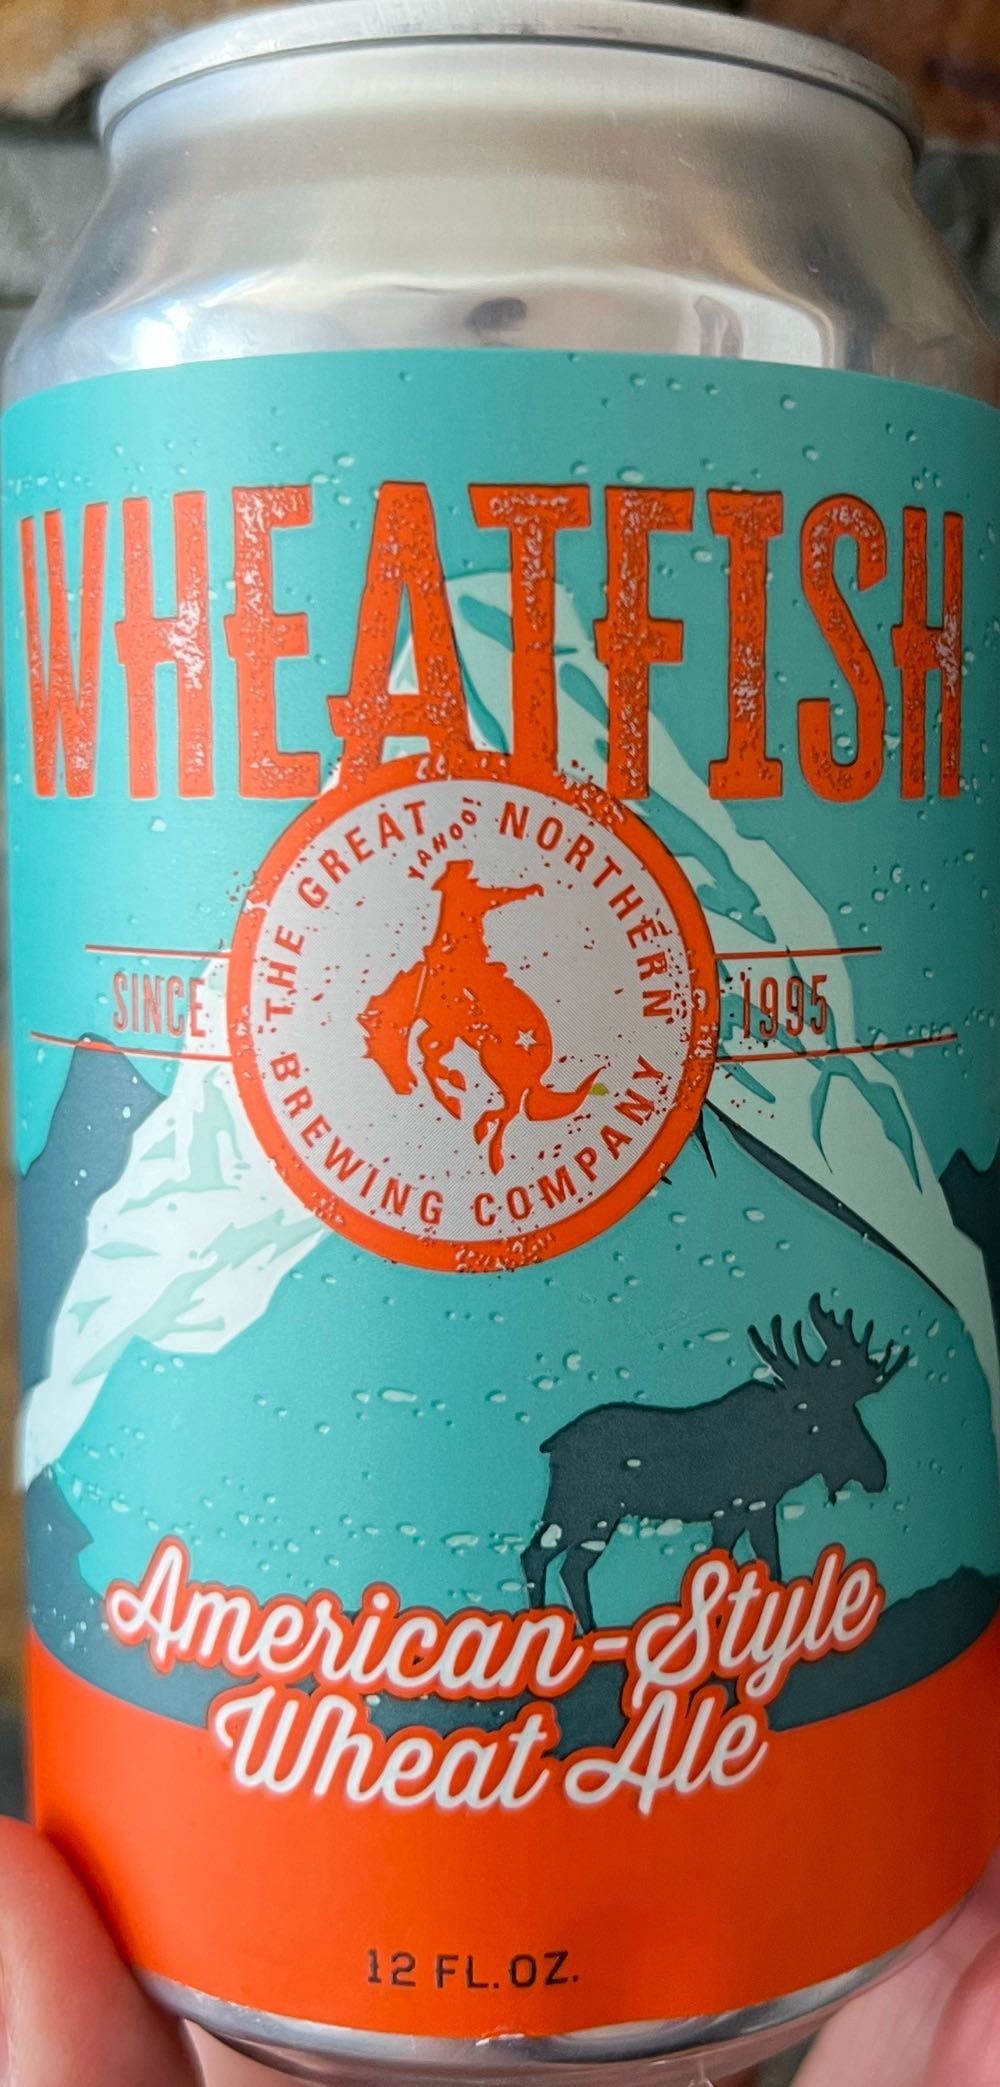 WHEATFISH
THE GREAT NORTHERN
YAHOO
BREWING COMPANY
SINCE 1995
American-Style
Wheat Ale
12 FL.OZ.